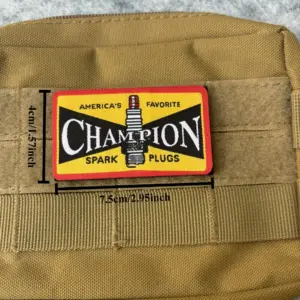 AMERICA'S FAVORITE
CHAMPION
SPARK PLUGS
4cm/1.57inch
7.5cm/2.95inch